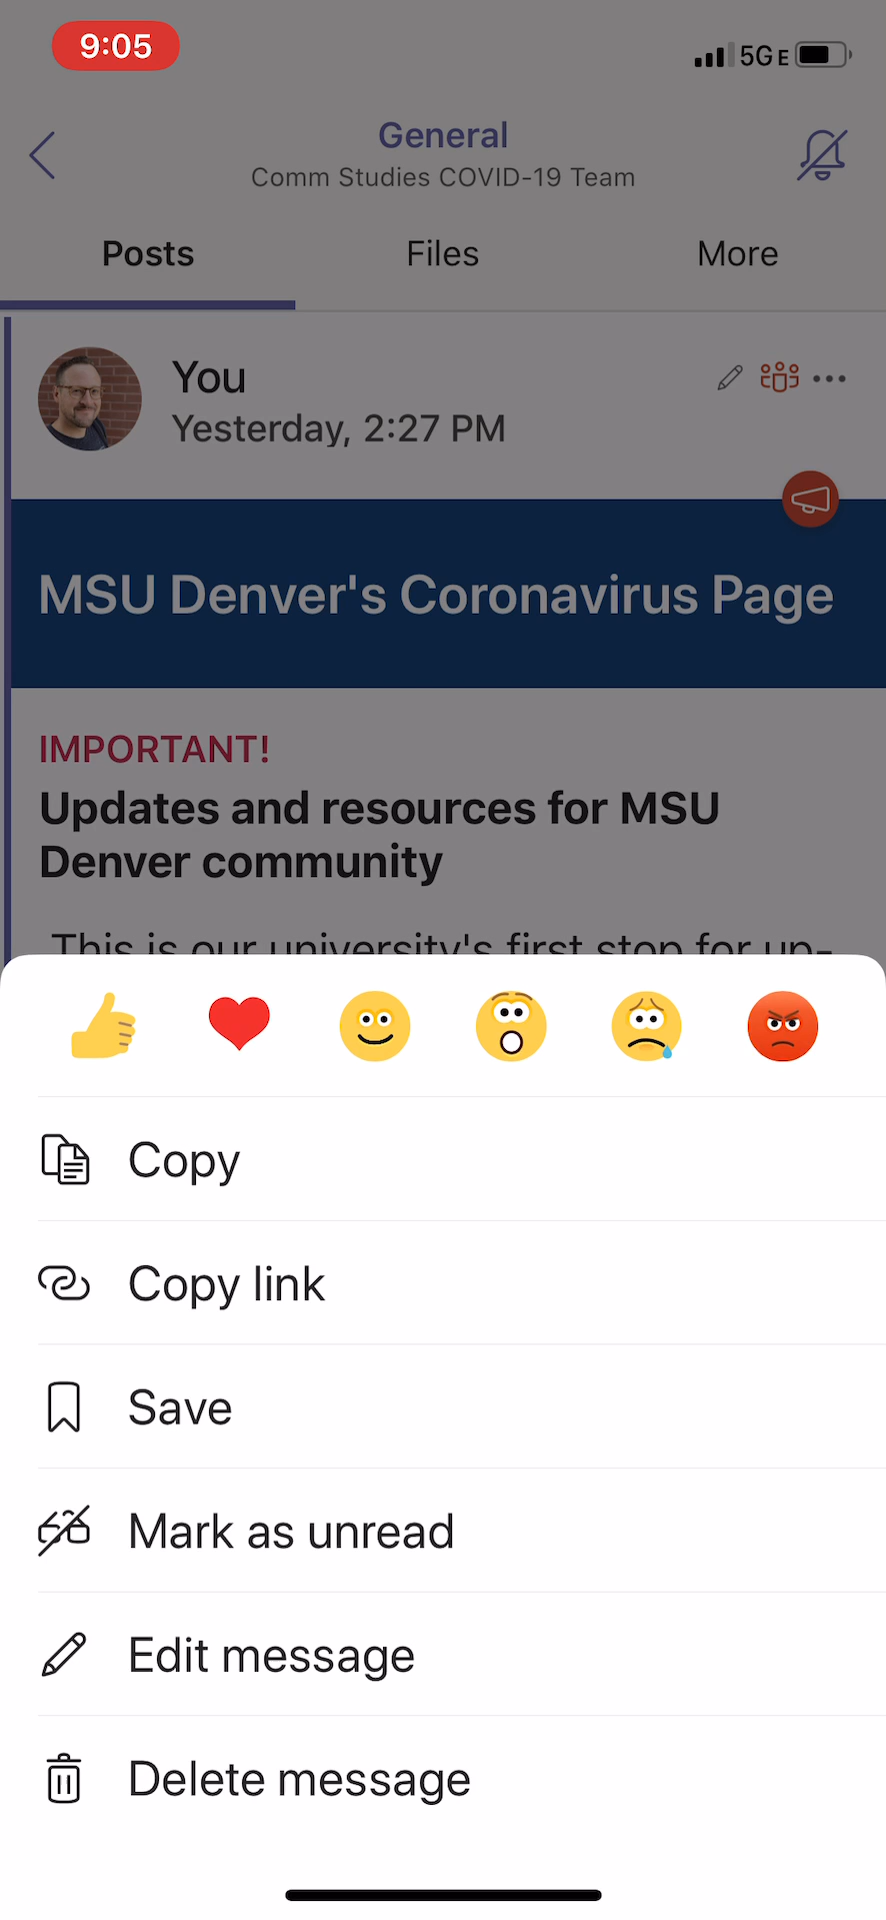 9:05
5G E
General
Comm Studies COVID-19 Team
Posts Files More
You
Yesterday, 2:27 PM
MSU Denver's Coronavirus Page
IMPORTANT!
Updates and resources for MSU
Denver community
This is our university's first stop for up-
Copy
Copy link
Save
Mark as unread
Edit message
Delete message